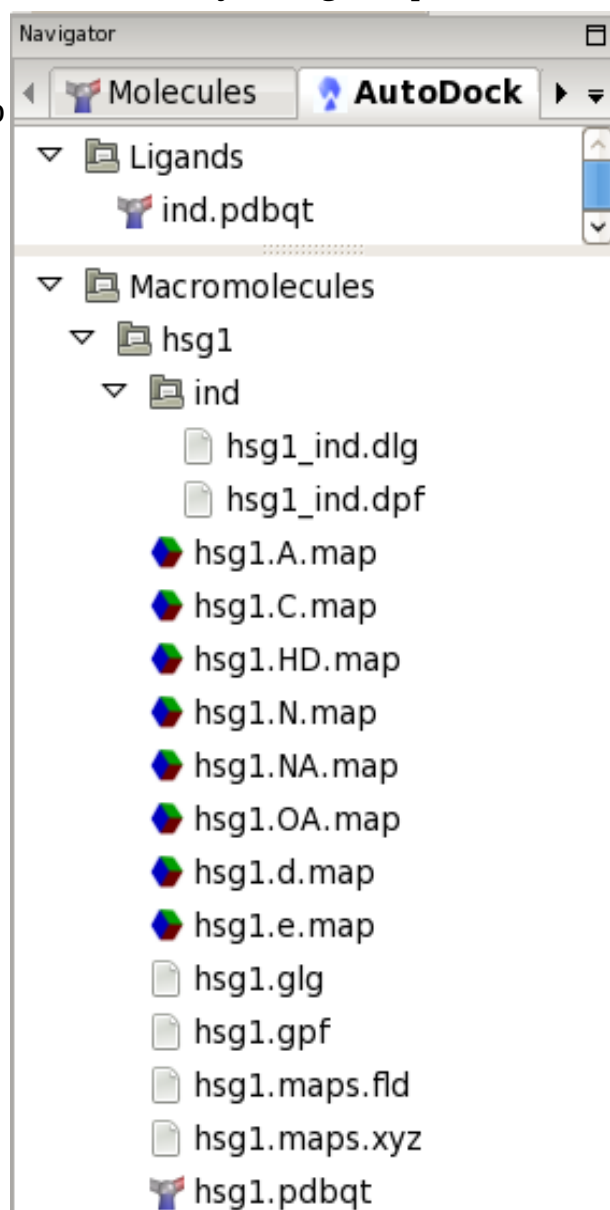 Navigator
Molecules AutoDock
Ligands
ind.pdbqt
Macromolecules
hsg1
ind
hsg1_ind.dlg
hsg1_ind.dpf
hsg1.A.map
hsg1.C.map
hsg1.HD.map
hsg1.N.map
hsg1.NA.map
hsg1.OA.map
hsg1.d.map
hsg1.e.map
hsg1.glg
hsg1.gpf
hsg1.maps.fld
hsg1.maps.xyz
hsg1.pdbqt